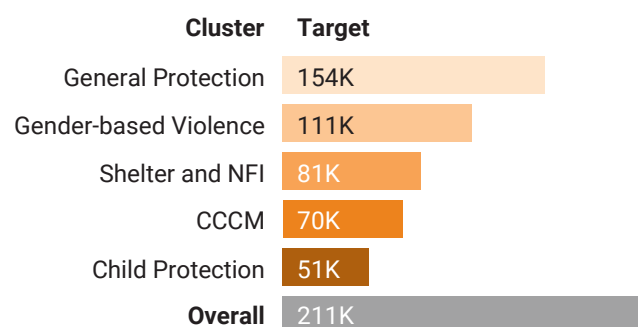 Cluster Target
General Protection 154K
Gender-based Violence 111K
Shelter and NFI 81K
CCCM 70K
Child Protection 51K
Overall 211K